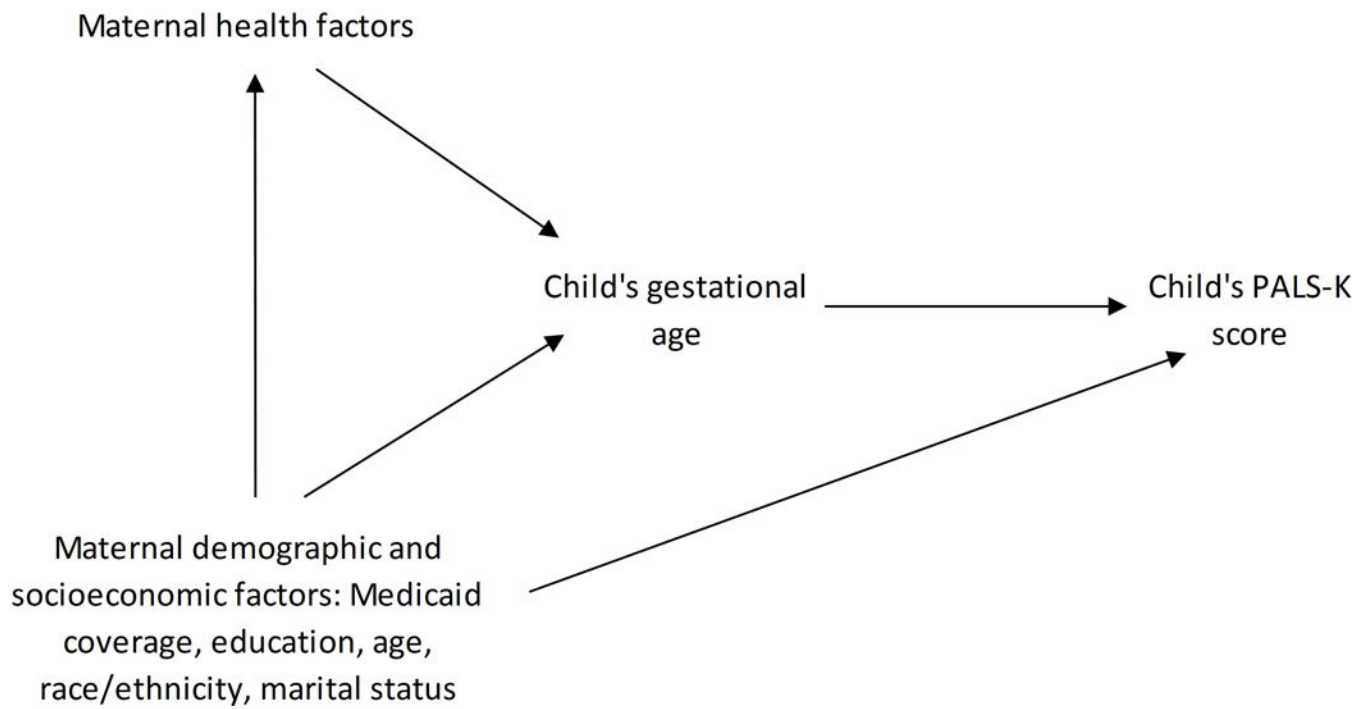 Maternal health factors
Child's gestational
age
Child's PALS-K
score
Maternal demographic and
socioeconomic factors: Medicaid
coverage, education, age,
race/ethnicity, marital status